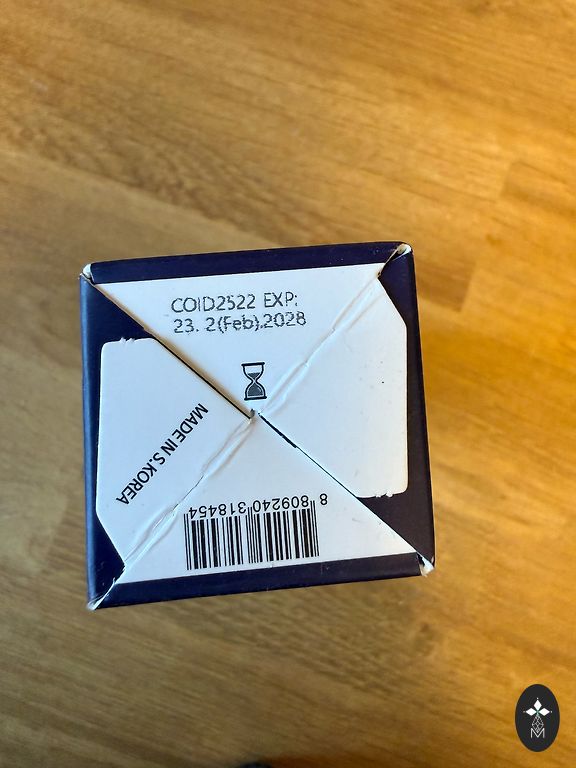 COID2522 EXP:
23. 2(Feb).2028
MADE IN S.KOREA
8 809240 318454
M